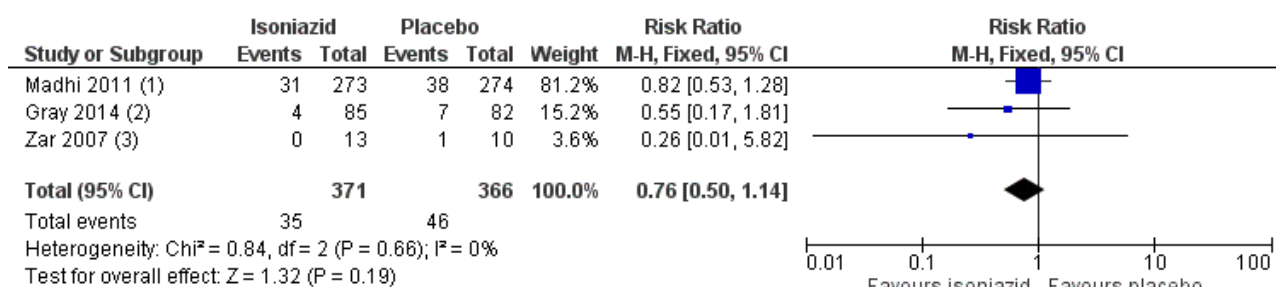 Isoniazid Placebo Risk Ratio Risk Ratio
Study or Subgroup Events Total Events Total Weight M-H, Fixed, 95% CI M-H, Fixed, 95% CI
Madhi 2011 (1) 31 273 38 274 81.2% 0.82 [0.53, 1.28]
Gray 2014 (2) 4 85 7 82 15.2% 0.55 [0.17, 1.81]
Zar 2007 (3) 0 13 1 10 3.6% 0.26 [0.01, 5.82]
Total (95% CI) 371 366 100.0% 0.76 [0.50, 1.14]
Total events 35 46
Heterogeneity: Chi² = 0.84, df = 2 (P = 0.66); I² = 0%
Test for overall effect: Z = 1.32 (P = 0.19)
0.01 0.1 1 10 100
Favours isoniazid Favours placebo